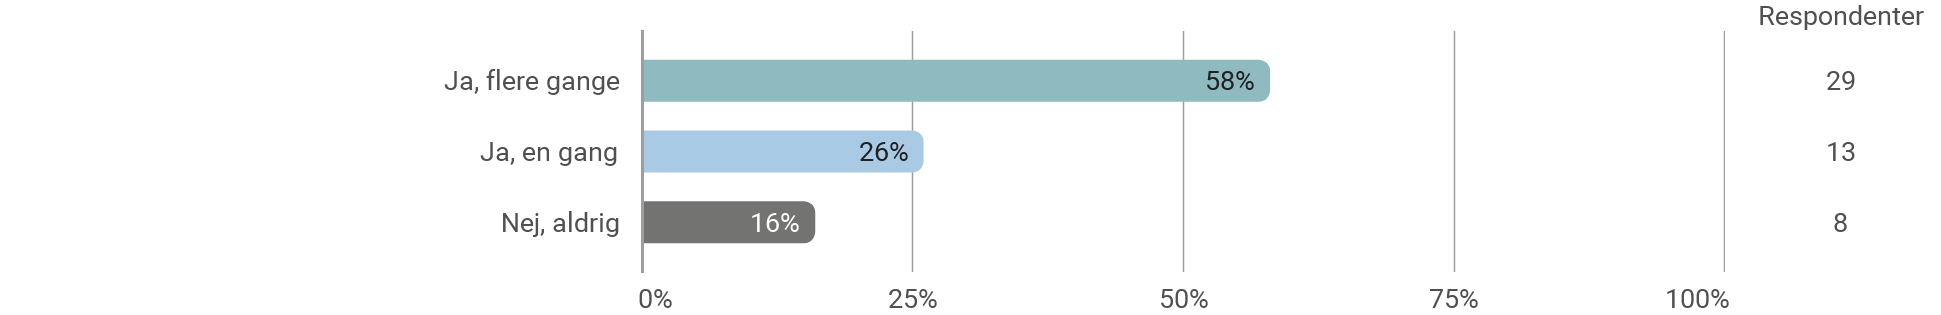 Respondenter
Ja, flere gange 58% 29
Ja, en gang 26% 13
Nej, aldrig 16% 8
0% 25% 50% 75% 100%